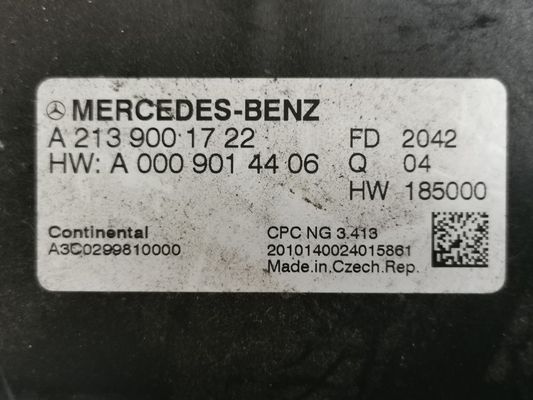 MERCEDES-BENZ
A 213 900 17 22 FD 2042
HW: A 000 901 44 06 Q 04
HW 185000
Continental CPC NG 3.413
A3C0299810000 2010140024015861
Made.in.Czech.Rep.